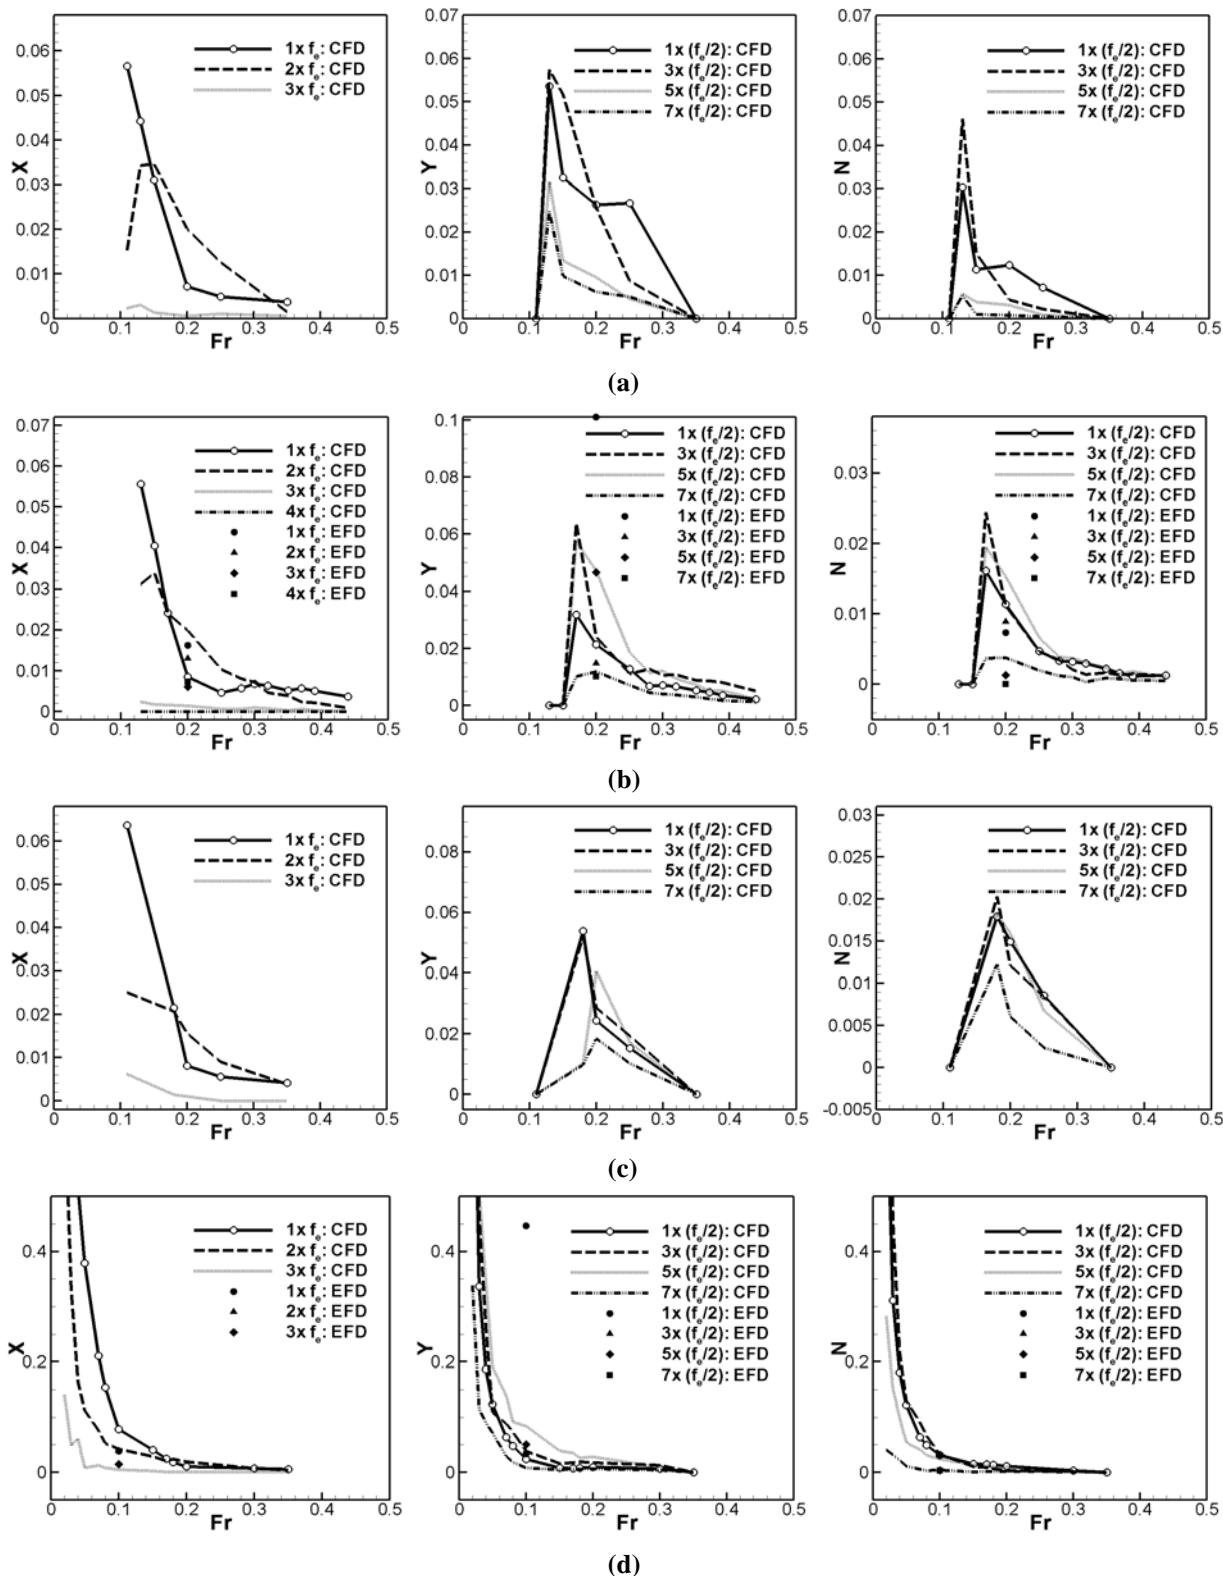 0.06
0.05
0.04
0.03
0.02
0.01
0
X
0 0.1 0.2 0.3 0.4 0.5
Fr
1x fe: CFD
2x fe: CFD
3x fe: CFD
0.07
0.06
0.05
0.04
0.03
0.02
0.01
0
Y
0 0.1 0.2 0.3 0.4 0.5
Fr
1x (fe/2): CFD
3x (fe/2): CFD
5x (fe/2): CFD
7x (fe/2): CFD
0.06
0.05
0.04
0.03
0.02
0.01
0
N
0 0.1 0.2 0.3 0.4 0.5
Fr
1x (fe/2): CFD
3x (fe/2): CFD
5x (fe/2): CFD
7x (fe/2): CFD
(a)
0.07
0.06
0.05
0.04
0.03
0.02
0.01
0
X
0 0.1 0.2 0.3 0.4 0.5
Fr
1x fe: CFD
2x fe: CFD
3x fe: CFD
4x fe: CFD
1x fe: EFD
2x fe: EFD
3x fe: EFD
4x fe: EFD
0.1
0.08
0.06
0.04
0.02
0
Y
0 0.1 0.2 0.3 0.4 0.5
Fr
1x (fe/2): CFD
3x (fe/2): CFD
5x (fe/2): CFD
7x (fe/2): CFD
1x (fe/2): EFD
3x (fe/2): EFD
5x (fe/2): EFD
7x (fe/2): EFD
0.03
0.02
0.01
0
N
0 0.1 0.2 0.3 0.4 0.5
Fr
1x (fe/2): CFD
3x (fe/2): CFD
5x (fe/2): CFD
7x (fe/2): CFD
1x (fe/2): EFD
3x (fe/2): EFD
5x (fe/2): EFD
7x (fe/2): EFD
(b)
0.06
0.05
0.04
0.03
0.02
0.01
0
X
0 0.1 0.2 0.3 0.4 0.5
Fr
1x fe: CFD
2x fe: CFD
3x fe: CFD
0.08
0.06
0.04
0.02
0
Y
0 0.1 0.2 0.3 0.4 0.5
Fr
1x (fe/2): CFD
3x (fe/2): CFD
5x (fe/2): CFD
7x (fe/2): CFD
0.03
0.025
0.02
0.015
0.01
0.005
0
-0.005
N
0 0.1 0.2 0.3 0.4 0.5
Fr
1x (fe/2): CFD
3x (fe/2): CFD
5x (fe/2): CFD
7x (fe/2): CFD
(c)
0.4
0.2
0
X
0 0.1 0.2 0.3 0.4 0.5
Fr
1x fe: CFD
2x fe: CFD
3x fe: CFD
1x fe: EFD
2x fe: EFD
3x fe: EFD
0.4
0.2
0
Y
0 0.1 0.2 0.3 0.4 0.5
Fr
1x (fe/2): CFD
3x (fe/2): CFD
5x (fe/2): CFD
7x (fe/2): CFD
1x (fe/2): EFD
3x (fe/2): EFD
5x (fe/2): EFD
7x (fe/2): EFD
0.4
0.2
0
N
0 0.1 0.2 0.3 0.4 0.5
Fr
1x (fe/2): CFD
3x (fe/2): CFD
5x (fe/2): CFD
7x (fe/2): CFD
1x (fe/2): EFD
3x (fe/2): EFD
5x (fe/2): EFD
7x (fe/2): EFD
(d)